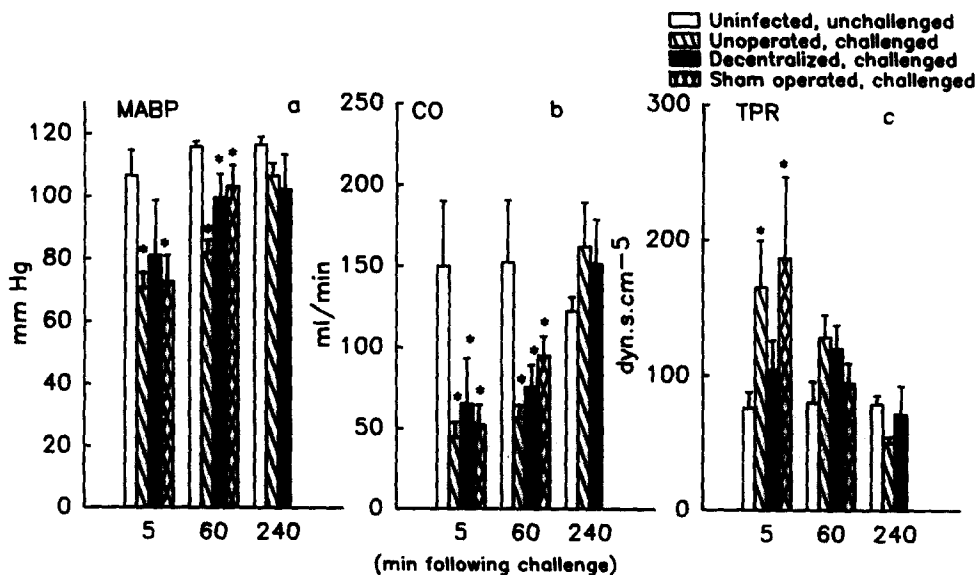 Uninfected, unchallenged
Unoperated, challenged
Decentralized, challenged
Sham operated, challenged
MABP a
CO b
TPR c
mm Hg
120
100
80
60
40
20
0
5 60 240
ml/min
250
200
150
100
50
0
5 60 240
dyn.s.cm-5
300
200
100
0
5 60 240
(min following challenge)
* * * * *
* * * * * *
* *